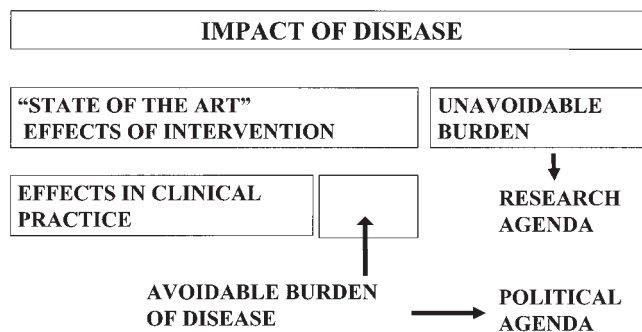 IMPACT OF DISEASE
“STATE OF THE ART”
EFFECTS OF INTERVENTION
UNAVOIDABLE
BURDEN
EFFECTS IN CLINICAL
PRACTICE
RESEARCH
AGENDA
AVOIDABLE BURDEN
OF DISEASE
POLITICAL
AGENDA